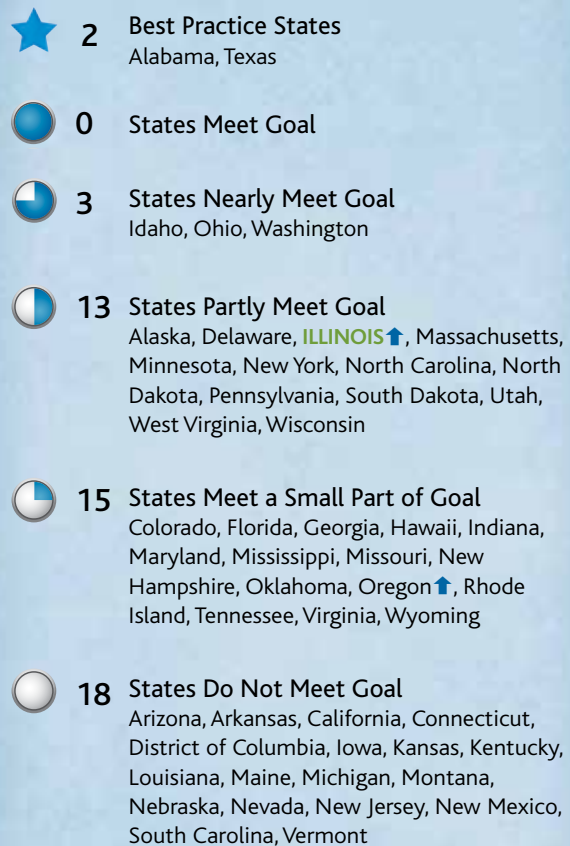 2 Best Practice States
Alabama, Texas
0 States Meet Goal
3 States Nearly Meet Goal
Idaho, Ohio, Washington
13 States Partly Meet Goal
Alaska, Delaware, ILLINOIS⬆, Massachusetts,
Minnesota, New York, North Carolina, North
Dakota, Pennsylvania, South Dakota, Utah,
West Virginia, Wisconsin
15 States Meet a Small Part of Goal
Colorado, Florida, Georgia, Hawaii, Indiana,
Maryland, Mississippi, Missouri, New
Hampshire, Oklahoma, Oregon⬆, Rhode
Island, Tennessee, Virginia, Wyoming
18 States Do Not Meet Goal
Arizona, Arkansas, California, Connecticut,
District of Columbia, Iowa, Kansas, Kentucky,
Louisiana, Maine, Michigan, Montana,
Nebraska, Nevada, New Jersey, New Mexico,
South Carolina, Vermont